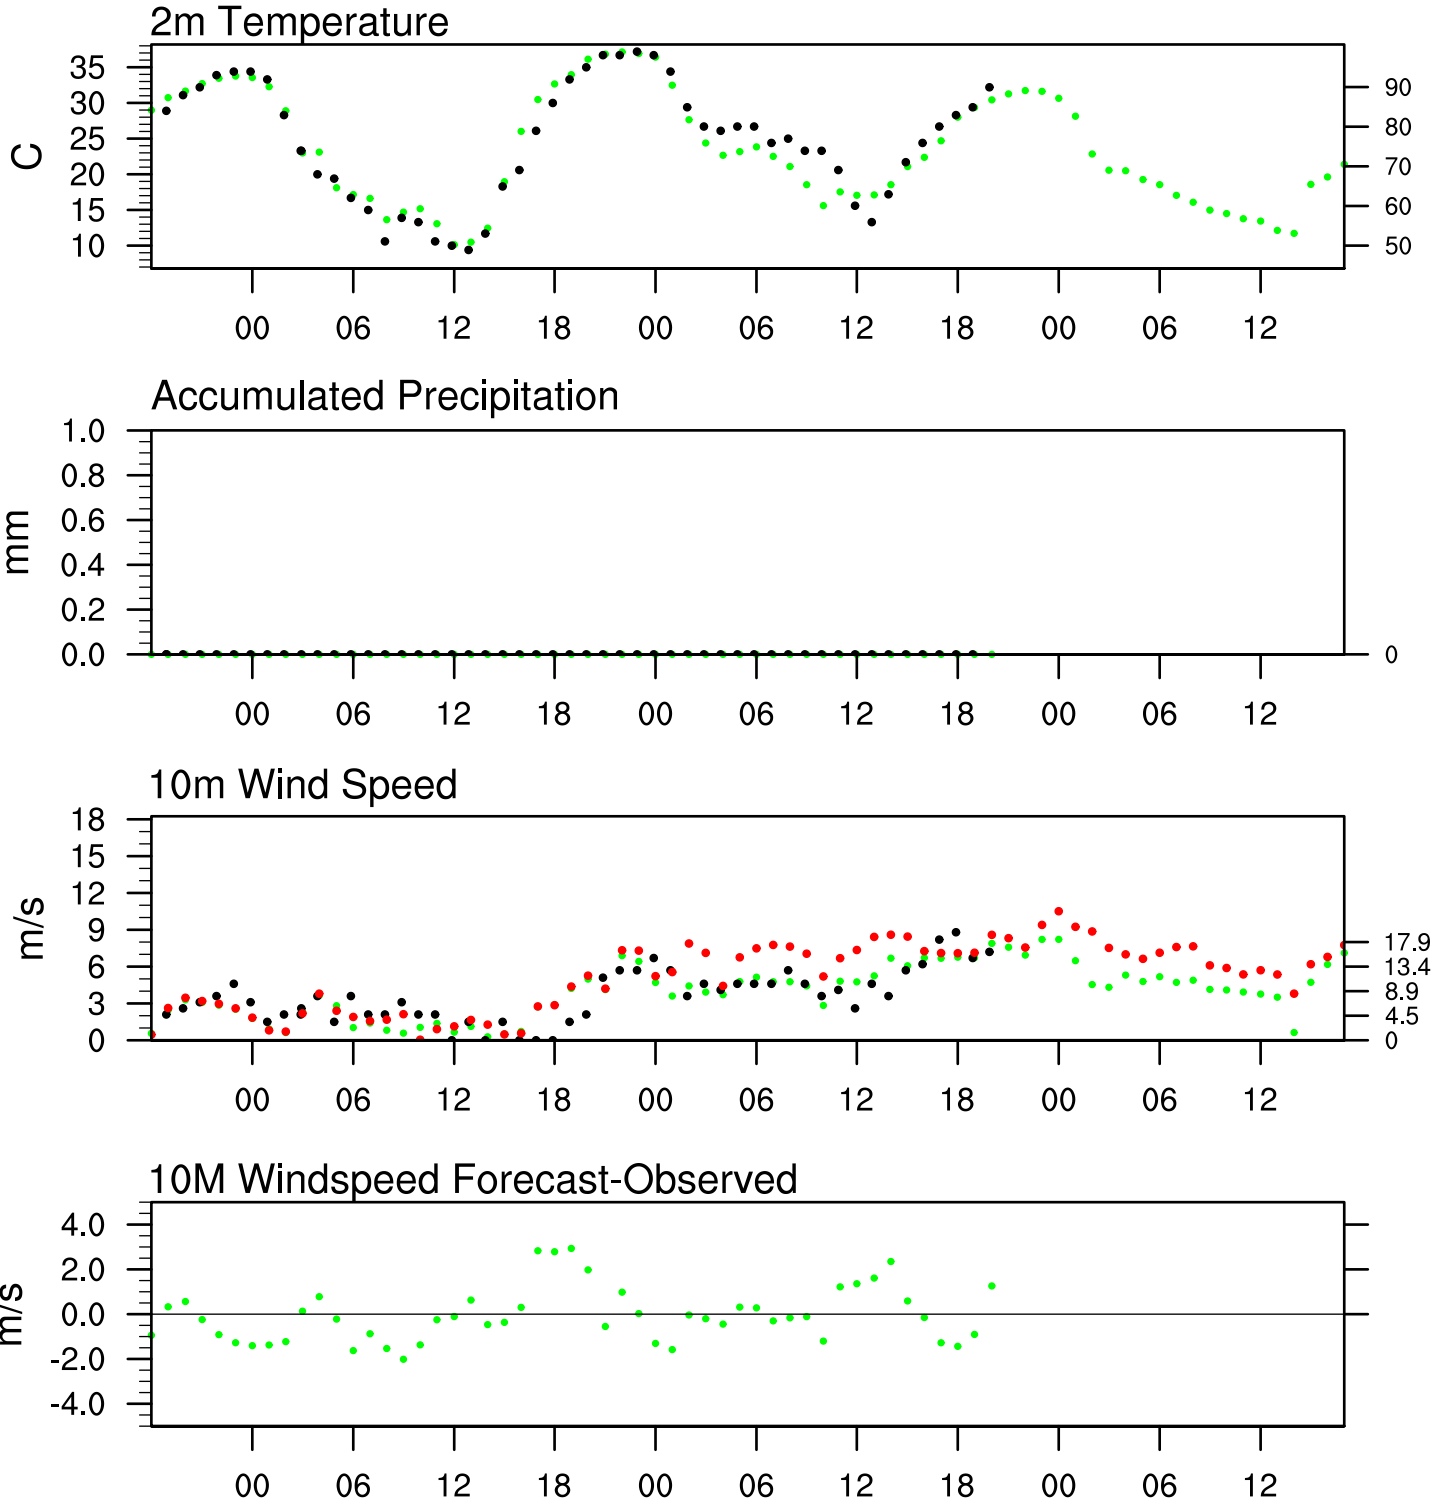 2m Temperature
35
30
25
20
15
10
C
90
80
70
60
50
00 06 12 18 00 06 12 18 00 06 12
Accumulated Precipitation
1.0
0.8
0.6
0.4
0.2
0.0
mm
0
00 06 12 18 00 06 12 18 00 06 12
10m Wind Speed
18
15
12
9
6
3
0
m/s
17.9
13.4
8.9
4.5
0
00 06 12 18 00 06 12 18 00 06 12
10M Windspeed Forecast-Observed
4.0
2.0
0.0
-2.0
-4.0
m/s
00 06 12 18 00 06 12 18 00 06 12